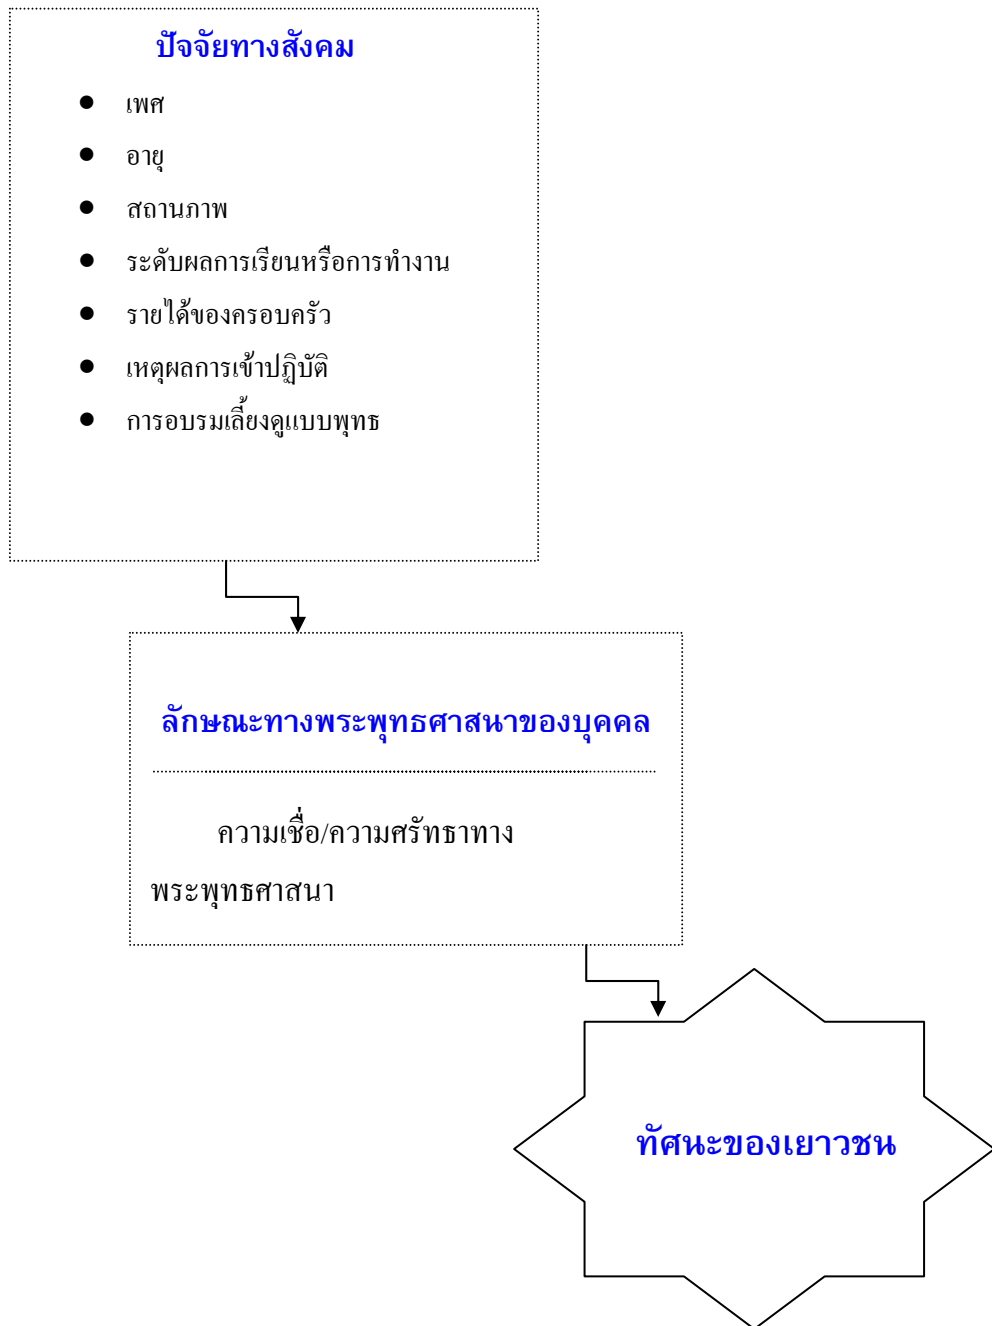 ปัจจัยทางสังคม
● เพศ
● อายุ
● สถานภาพ
● ระดับผลการเรียนหรือการทำงาน
● รายได้ของครอบครัว
● เหตุผลการเข้าปฏิบัติ
● การอบรมเลี้ยงดูแบบพุทธ
ลักษณะทางพระพุทธศาสนาของบุคคล
ความเชื่อ/ความศรัทธาทาง
พระพุทธศาสนา
ทัศนะของเยาวชน